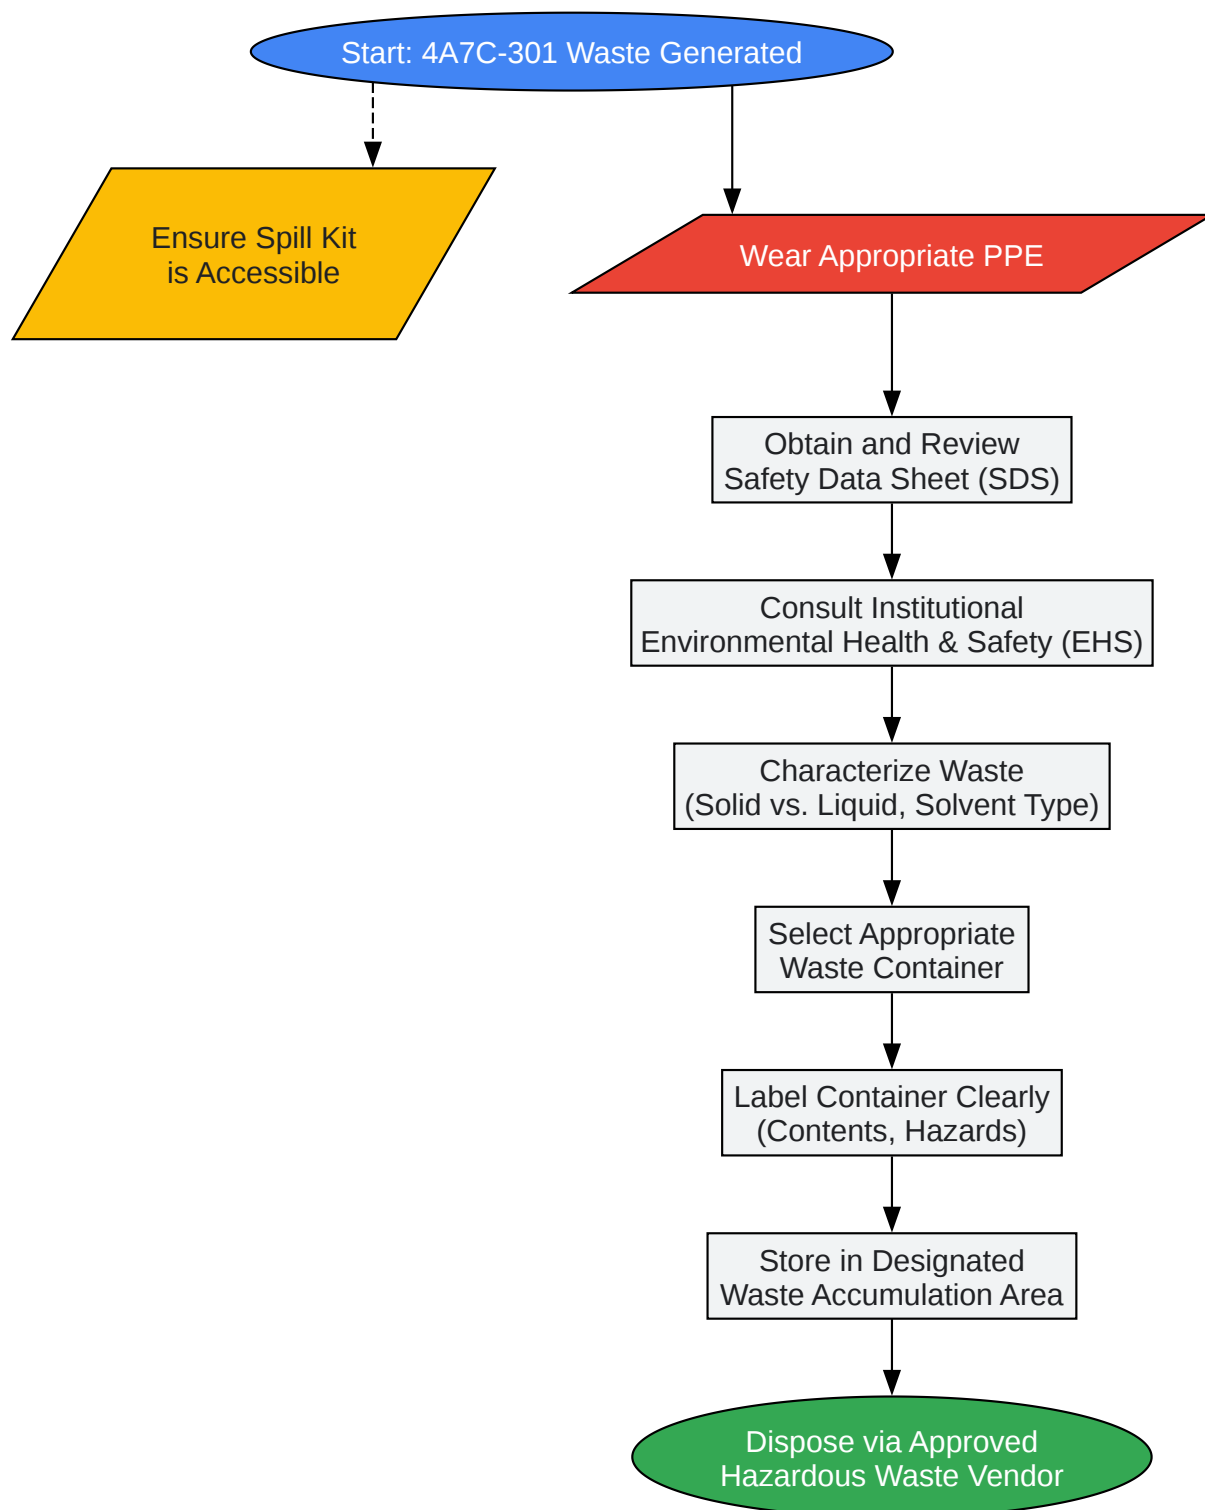 Start: 4A7C-301 Waste Generated
Ensure Spill Kit
is Accessible
Wear Appropriate PPE
Obtain and Review
Safety Data Sheet (SDS)
Consult Institutional
Environmental Health & Safety (EHS)
Characterize Waste
(Solid vs. Liquid, Solvent Type)
Select Appropriate
Waste Container
Label Container Clearly
(Contents, Hazards)
Store in Designated
Waste Accumulation Area
Dispose via Approved
Hazardous Waste Vendor